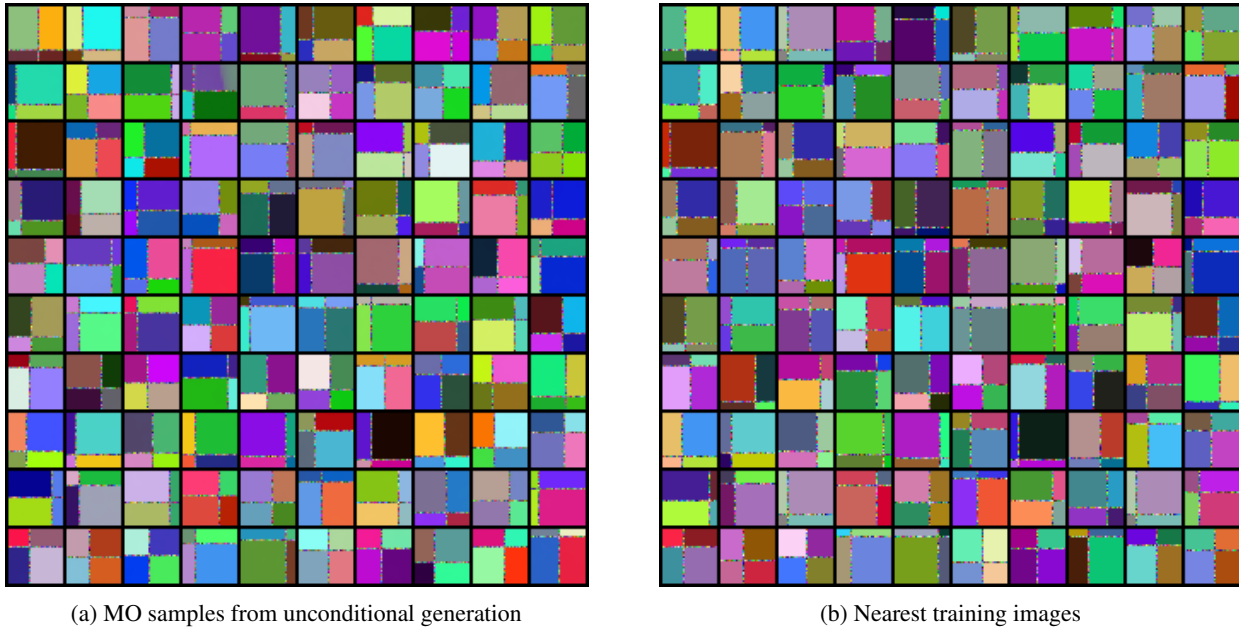 (a) MO samples from unconditional generation
(b) Nearest training images